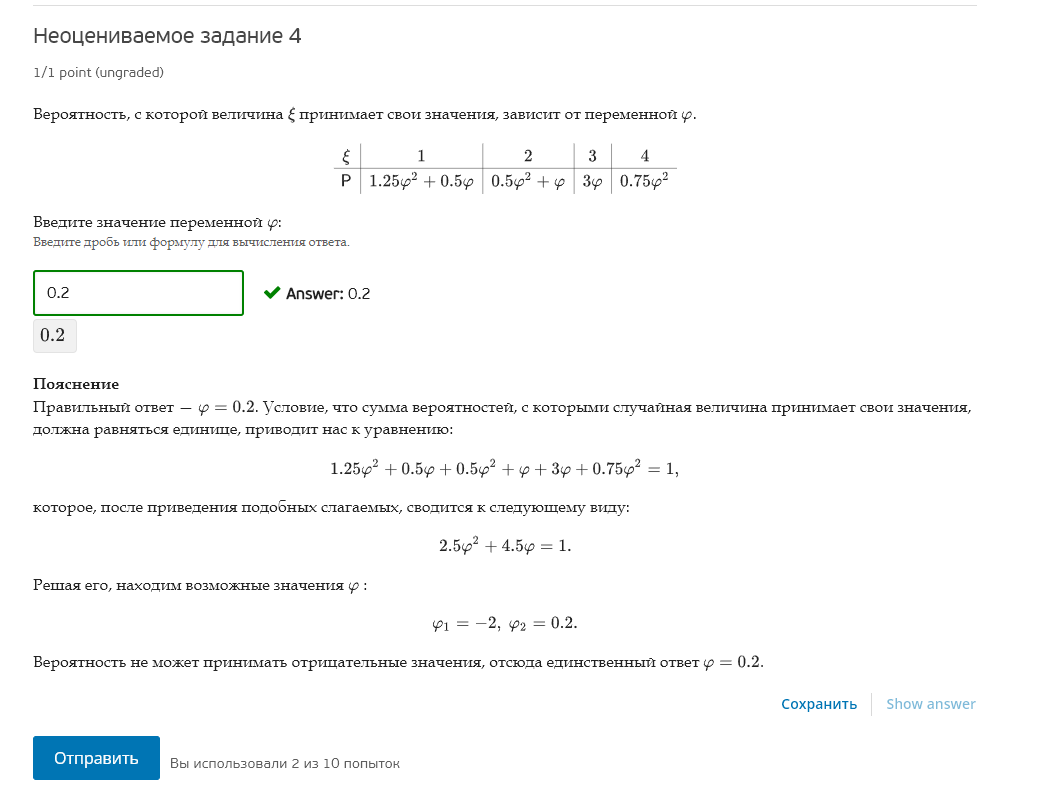 Неоцениваемое задание 4
1/1 point (ungraded)
Вероятность, с которой величина ξ принимает свои значения, зависит от переменной φ.
ξ 1 2 3 4
P 1.25φ² + 0.5φ 0.5φ² + φ 3φ 0.75φ²
Введите значение переменной φ:
Введите дробь или формулу для вычисления ответа.
0.2 Answer: 0.2
0.2
Пояснение
Правильный ответ − φ = 0.2. Условие, что сумма вероятностей, с которыми случайная величина принимает свои значения,
должна равняться единице, приводит нас к уравнению:
1.25φ² + 0.5φ + 0.5φ² + φ + 3φ + 0.75φ² = 1,
которое, после приведения подобных слагаемых, сводится к следующему виду:
2.5φ² + 4.5φ = 1.
Решая его, находим возможные значения φ :
φ₁ = −2, φ₂ = 0.2.
Вероятность не может принимать отрицательные значения, отсюда единственный ответ φ = 0.2.
Сохранить Show answer
Отправить Вы использовали 2 из 10 попыток